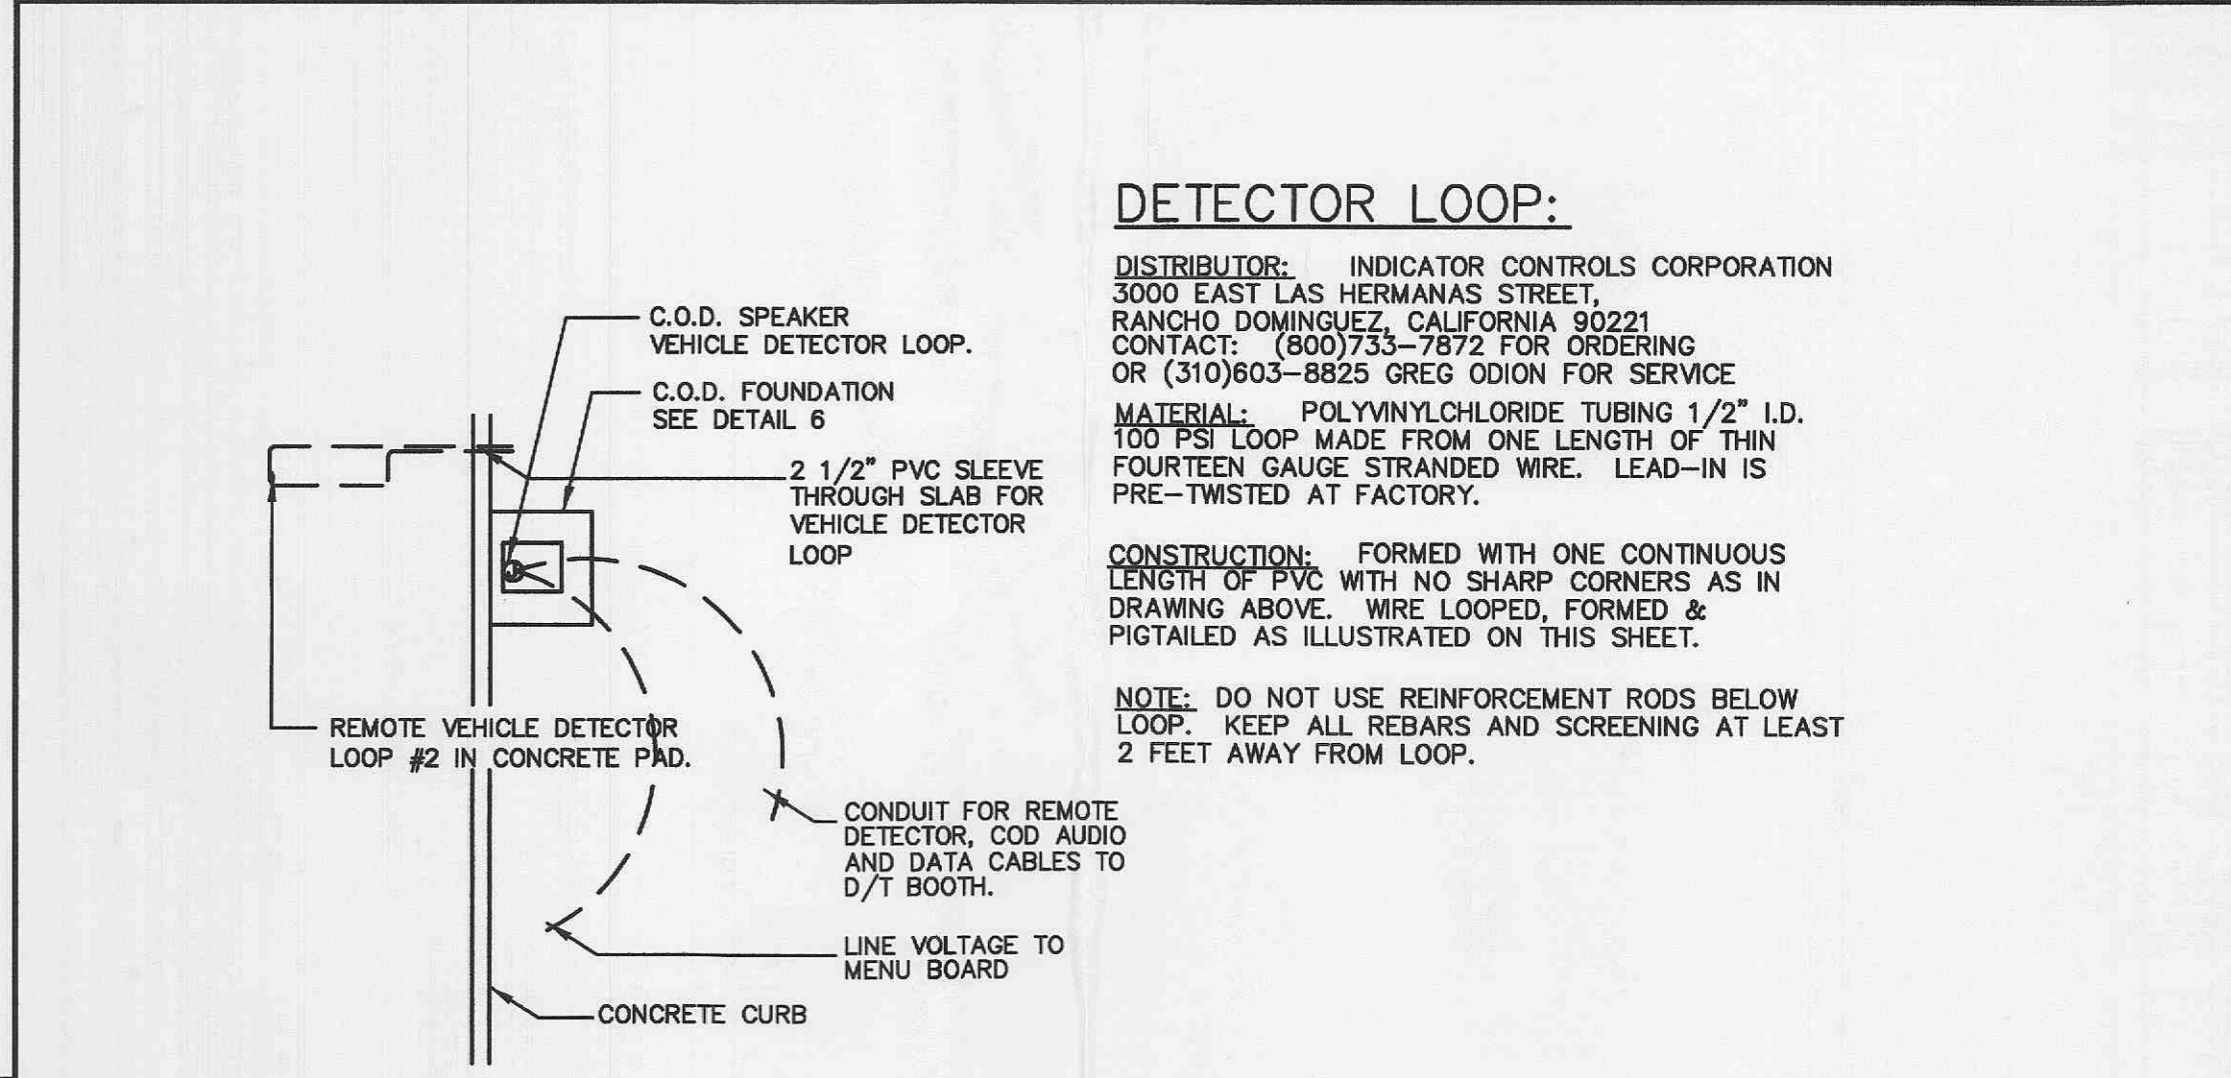 C.O.D. SPEAKER
VEHICLE DETECTOR LOOP.
C.O.D. FOUNDATION
SEE DETAIL 6
2 1/2" PVC SLEEVE
THROUGH SLAB FOR
VEHICLE DETECTOR
LOOP
REMOTE VEHICLE DETECTOR
LOOP #2 IN CONCRETE PAD.
CONDUIT FOR REMOTE
DETECTOR, COD AUDIO
AND DATA CABLES TO
D/T BOOTH.
LINE VOLTAGE TO
MENU BOARD
CONCRETE CURB
DETECTOR LOOP:
DISTRIBUTOR: INDICATOR CONTROLS CORPORATION
3000 EAST LAS HERMANAS STREET,
RANCHO DOMINGUEZ, CALIFORNIA 90221
CONTACT: (800)733-7872 FOR ORDERING
OR (310)603-8825 GREG ODION FOR SERVICE
MATERIAL: POLYVINYLCHLORIDE TUBING 1/2" I.D.
100 PSI LOOP MADE FROM ONE LENGTH OF THIN
FOURTEEN GAUGE STRANDED WIRE. LEAD-IN IS
PRE-TWISTED AT FACTORY.
CONSTRUCTION: FORMED WITH ONE CONTINUOUS
LENGTH OF PVC WITH NO SHARP CORNERS AS IN
DRAWING ABOVE. WIRE LOOPED, FORMED &
PIGTAILED AS ILLUSTRATED ON THIS SHEET.
NOTE: DO NOT USE REINFORCEMENT RODS BELOW
LOOP. KEEP ALL REBARS AND SCREENING AT LEAST
2 FEET AWAY FROM LOOP.